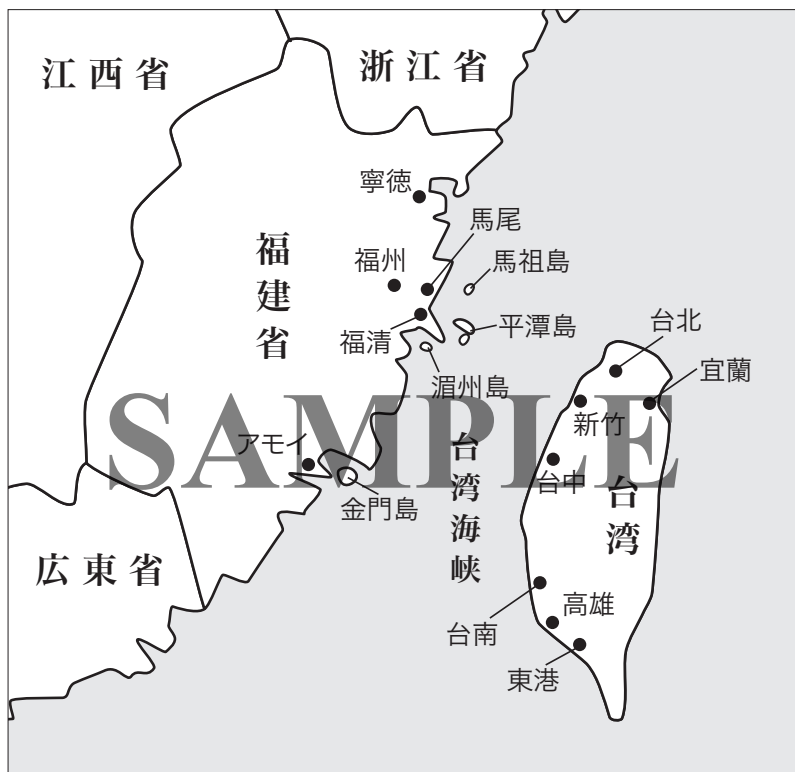 江西省
浙江省
寧徳
馬尾
福建省
福州
馬祖島
福清
平潭島
湄州島
台北
宜蘭
新竹
SAMPLE
アモイ
台湾海峡
台中
台湾
金門島
広東省
高雄
台南
東港